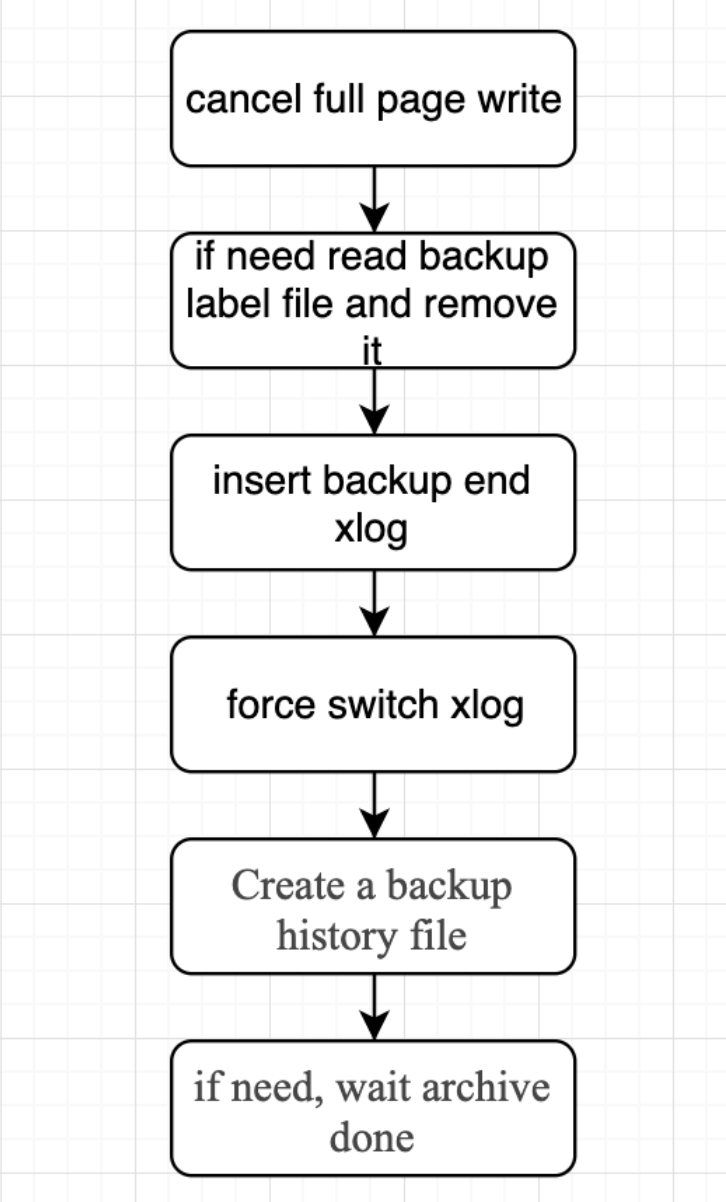 cancel full page write
if need read backup
label file and remove
it
insert backup end
xlog
force switch xlog
Create a backup
history file
if need, wait archive
done